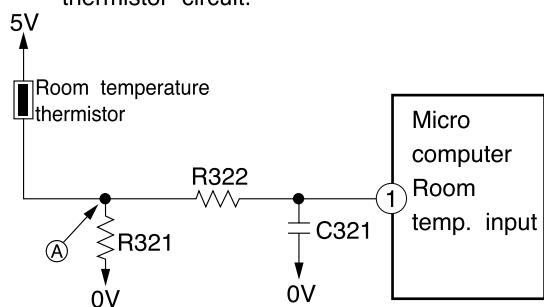 thermistor circuit.
5V
Room temperature
thermistor
R322
R321
A
0V
C321
0V
1
Micro
computer
Room
temp. input